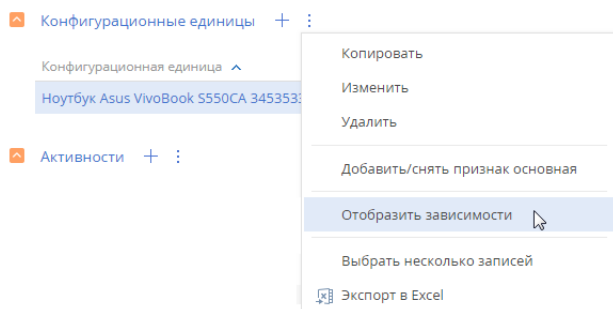 Конфигурационные единицы
Копировать
Конфигурационная единица
Изменить
Ноутбук Asus VivoBook S550CA 3453533
Удалить
Активности
Добавить/снять признак основная
Отобразить зависимости
Выбрать несколько записей
Экспорт в Excel